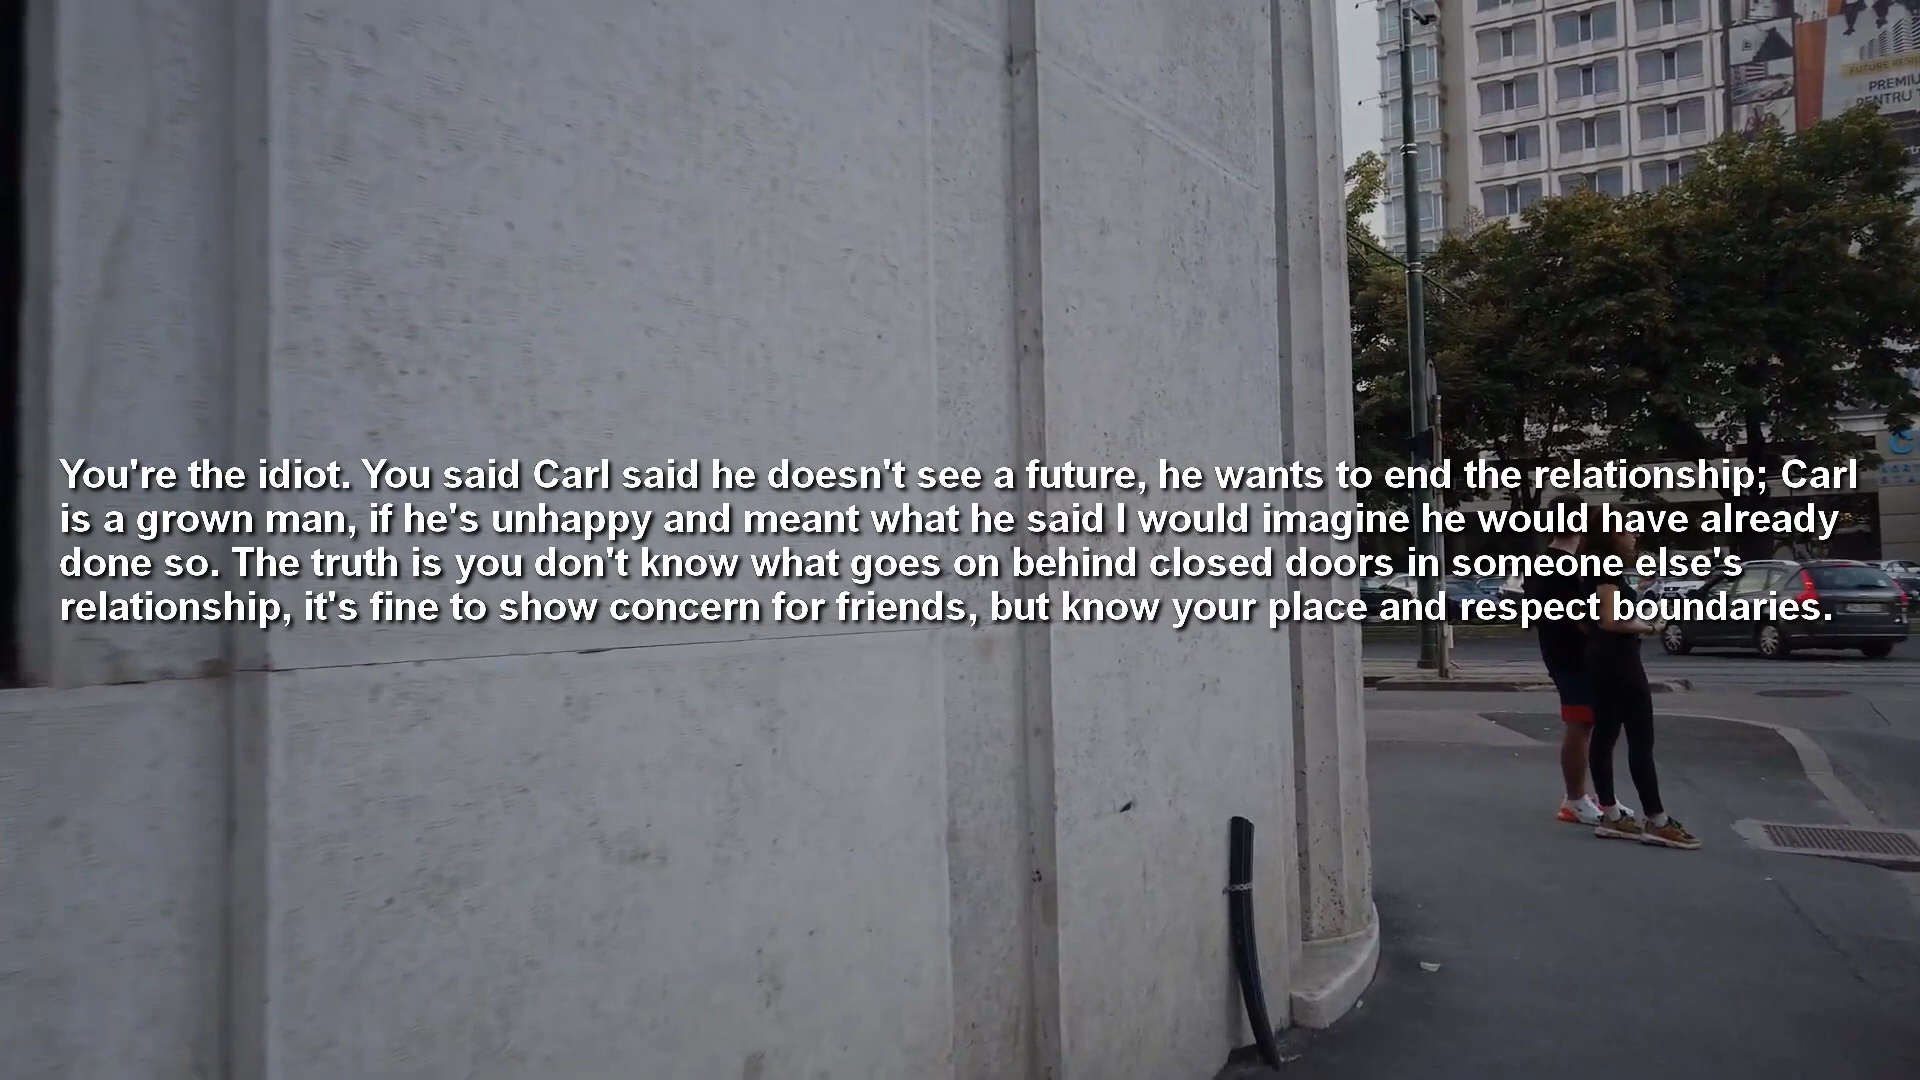 FUTURE
PREMIU
PENTRU
You're the idiot. You said Carl said he doesn't see a future, he wants to end the relationship; Carl
is a grown man, if he's unhappy and meant what he said I would imagine he would have already
done so. The truth is you don't know what goes on behind closed doors in someone else's
relationship, it's fine to show concern for friends, but know your place and respect boundaries.